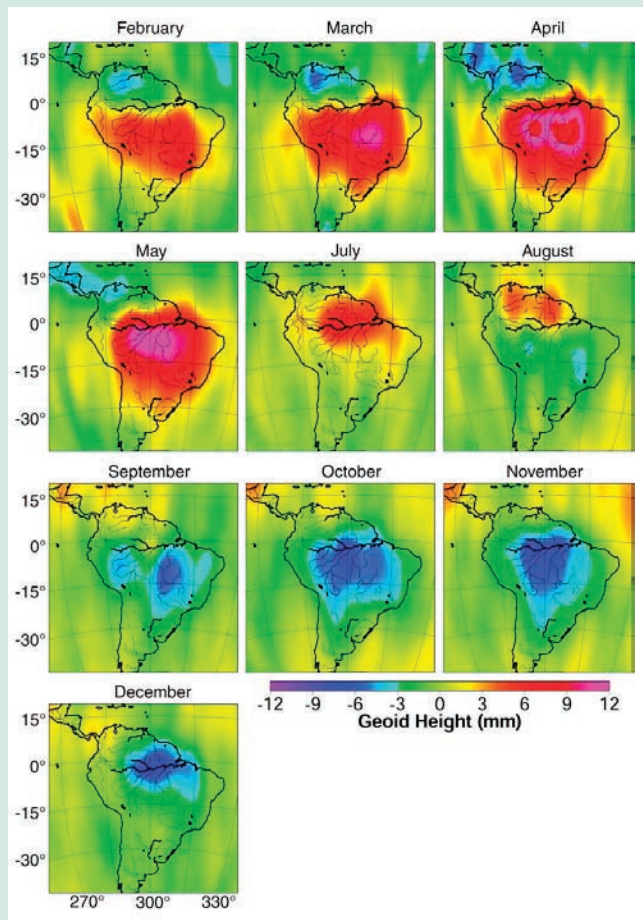 February March April
15°
0°
-15°
-30°
May July August
15°
0°
-15°
-30°
September October November
15°
0°
-15°
-30°
December
-12 -9 -6 -3 0 3 6 9 12
Geoid Height (mm)
15°
0°
-15°
-30°
270° 300° 330°